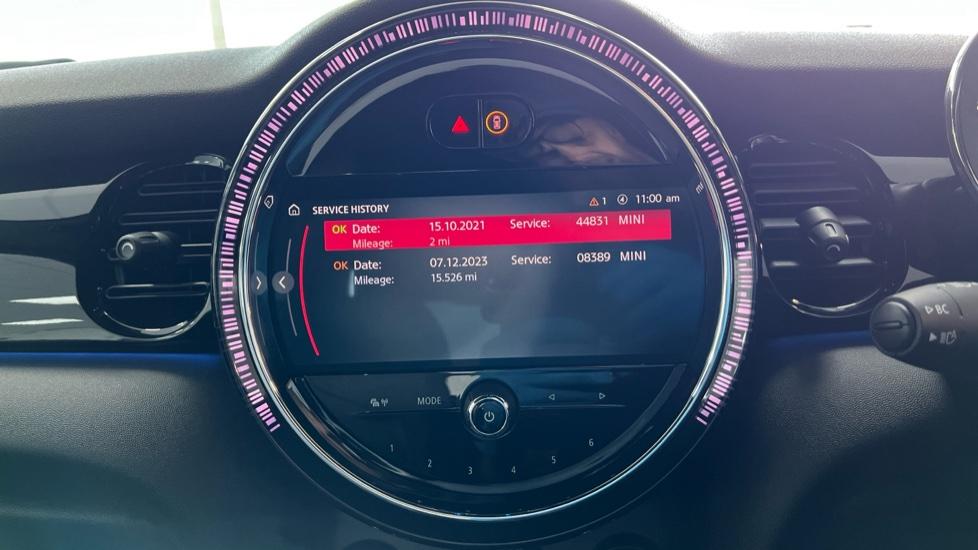 SERVICE HISTORY 1 11:00 am
OK Date: 15.10.2021 Service: 44831 MINI
Mileage: 2 mi
OK Date: 07.12.2023 Service: 08389 MINI
Mileage: 15.526 mi
MODE
1 2 3 4 5 6
BC